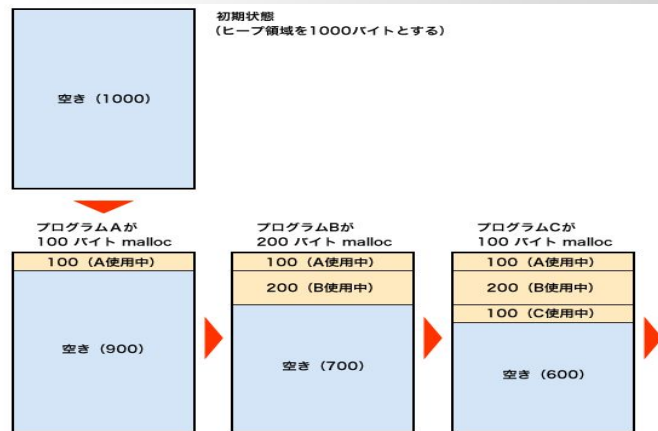 初期状態
(ヒープ領域を1000バイトとする)
空き (1000)
プログラムAが
100 バイト malloc
100 (A使用中)
空き (900)
プログラムBが
200 バイト malloc
100 (A使用中)
200 (B使用中)
空き (700)
プログラムCが
100 バイト malloc
100 (A使用中)
200 (B使用中)
100 (C使用中)
空き (600)